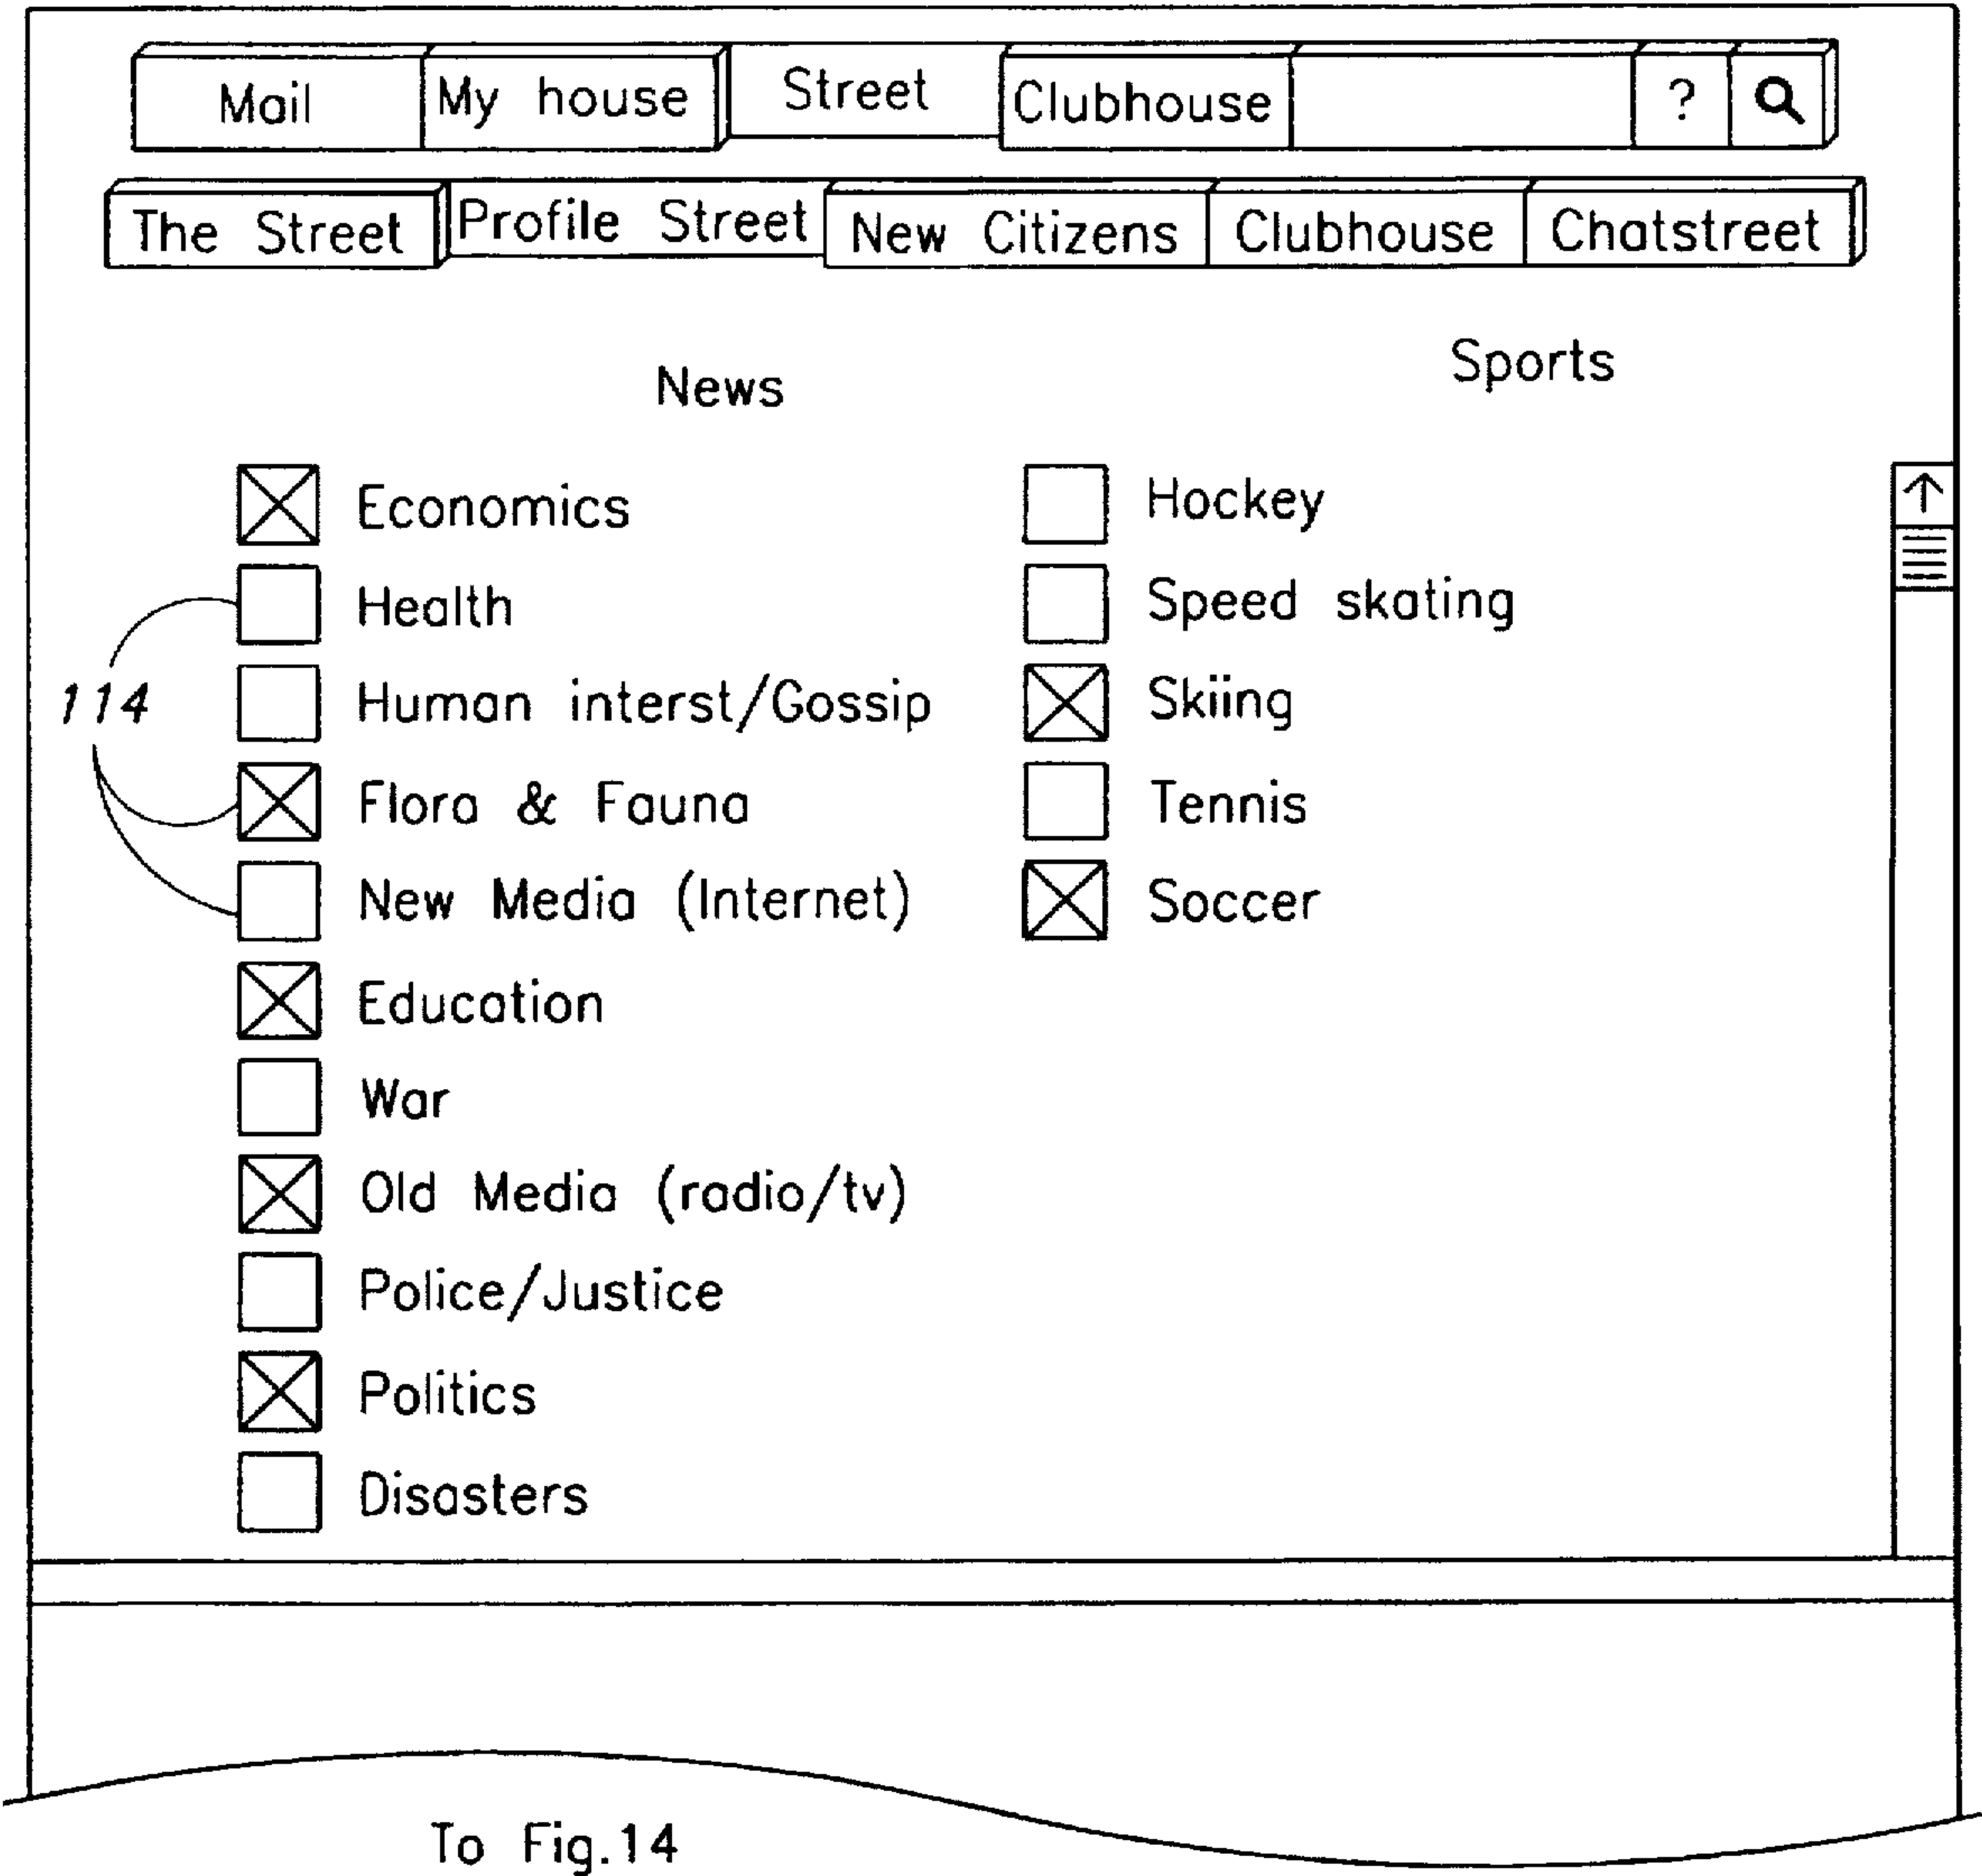 Mail My house Street Clubhouse ?
The Street Profile Street New Citizens Clubhouse Chatstreet
News Sports
Economics Hockey
Health Speed skating
114 Human interst/Gossip Skiing
Flora & Fauna Tennis
New Media (Internet) Soccer
Education
War
Old Media (radio/tv)
Police/Justice
Politics
Disasters
To Fig.14